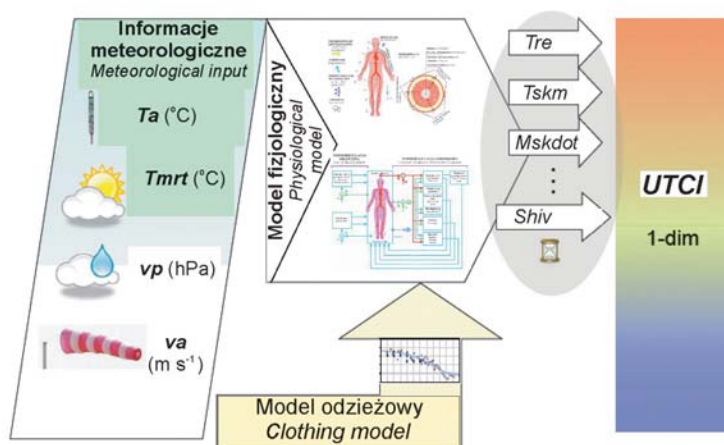 Informacje
meteorologiczne
Meteorological input
Ta (°C)
Tmrt (°C)
vp (hPa)
va
(m s⁻¹)
Model fizjologiczny
Physiological
model
Tre
Tskm
Mskdot
Shiv
UTCI
1-dim
Model odzieżowy
Clothing model